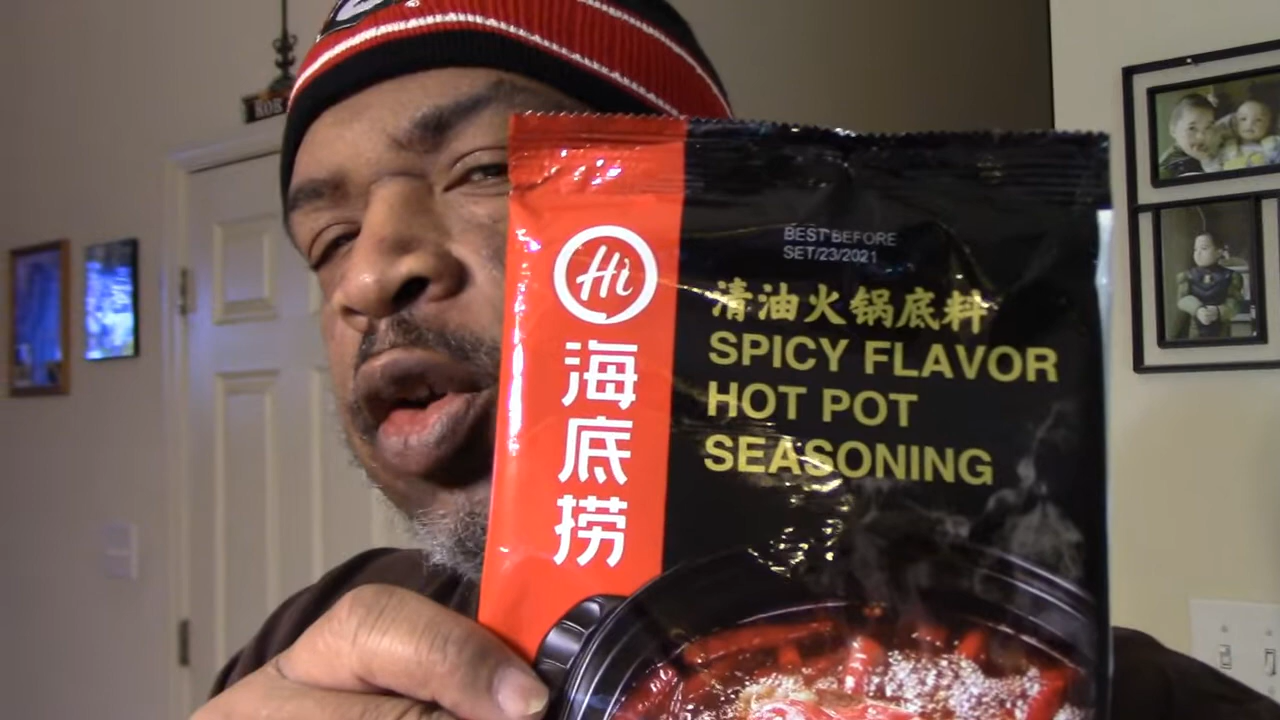 BEST BEFORE
SET/23/2021
Hi
海底捞
清油火锅底料
SPICY FLAVOR
HOT POT
SEASONING